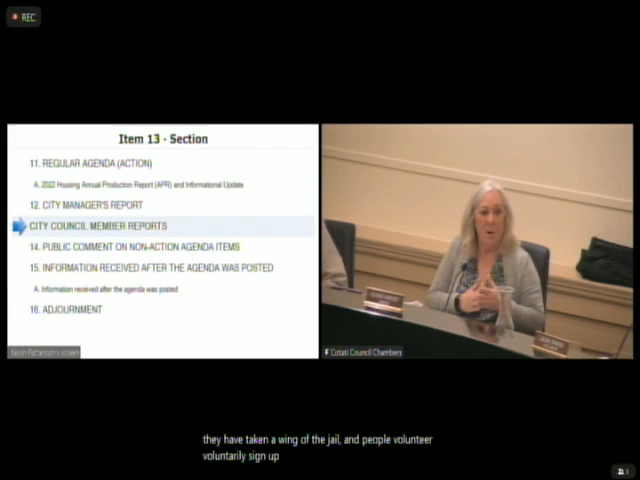 REC
Item 13 - Section
11. REGULAR AGENDA (ACTION)
A. 2022 Housing Annual Production Report (APR) and Informational Update
12. CITY MANAGER'S REPORT
CITY COUNCIL MEMBER REPORTS
14. PUBLIC COMMENT ON NON-ACTION AGENDA ITEMS
15. INFORMATION RECEIVED AFTER THE AGENDA WAS POSTED
A. Information received after the agenda was posted
16. ADJOURNMENT
Kevin Patterson's screen
Cotati Council Chambers
they have taken a wing of the jail, and people volunteer
voluntarily sign up